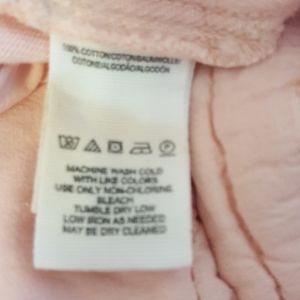 100% COTTON/COTON/BAUMWOLLE/
COTONE/ALGODÃO/ALGODÓN
MACHINE WASH COLD
WITH LIKE COLORS
USE ONLY NON-CHLORINE
BLEACH
TUMBLE DRY LOW
LOW IRON AS NEEDED
MAY BE DRY CLEANED